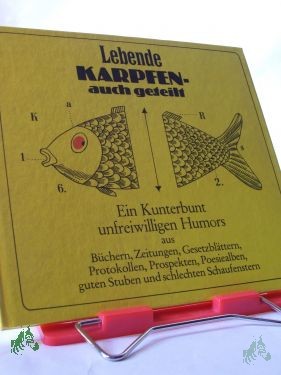 Lebende
KARPFEN-
auch geteilt
K a R
1 s
6. 2.
Ein Kunterbunt
unfreiwilligen Humors
aus
Büchern, Zeitungen, Gesetzblättern,
Protokollen, Prospekten, Poesiealben,
guten Stuben und schlechten Schaufenstern